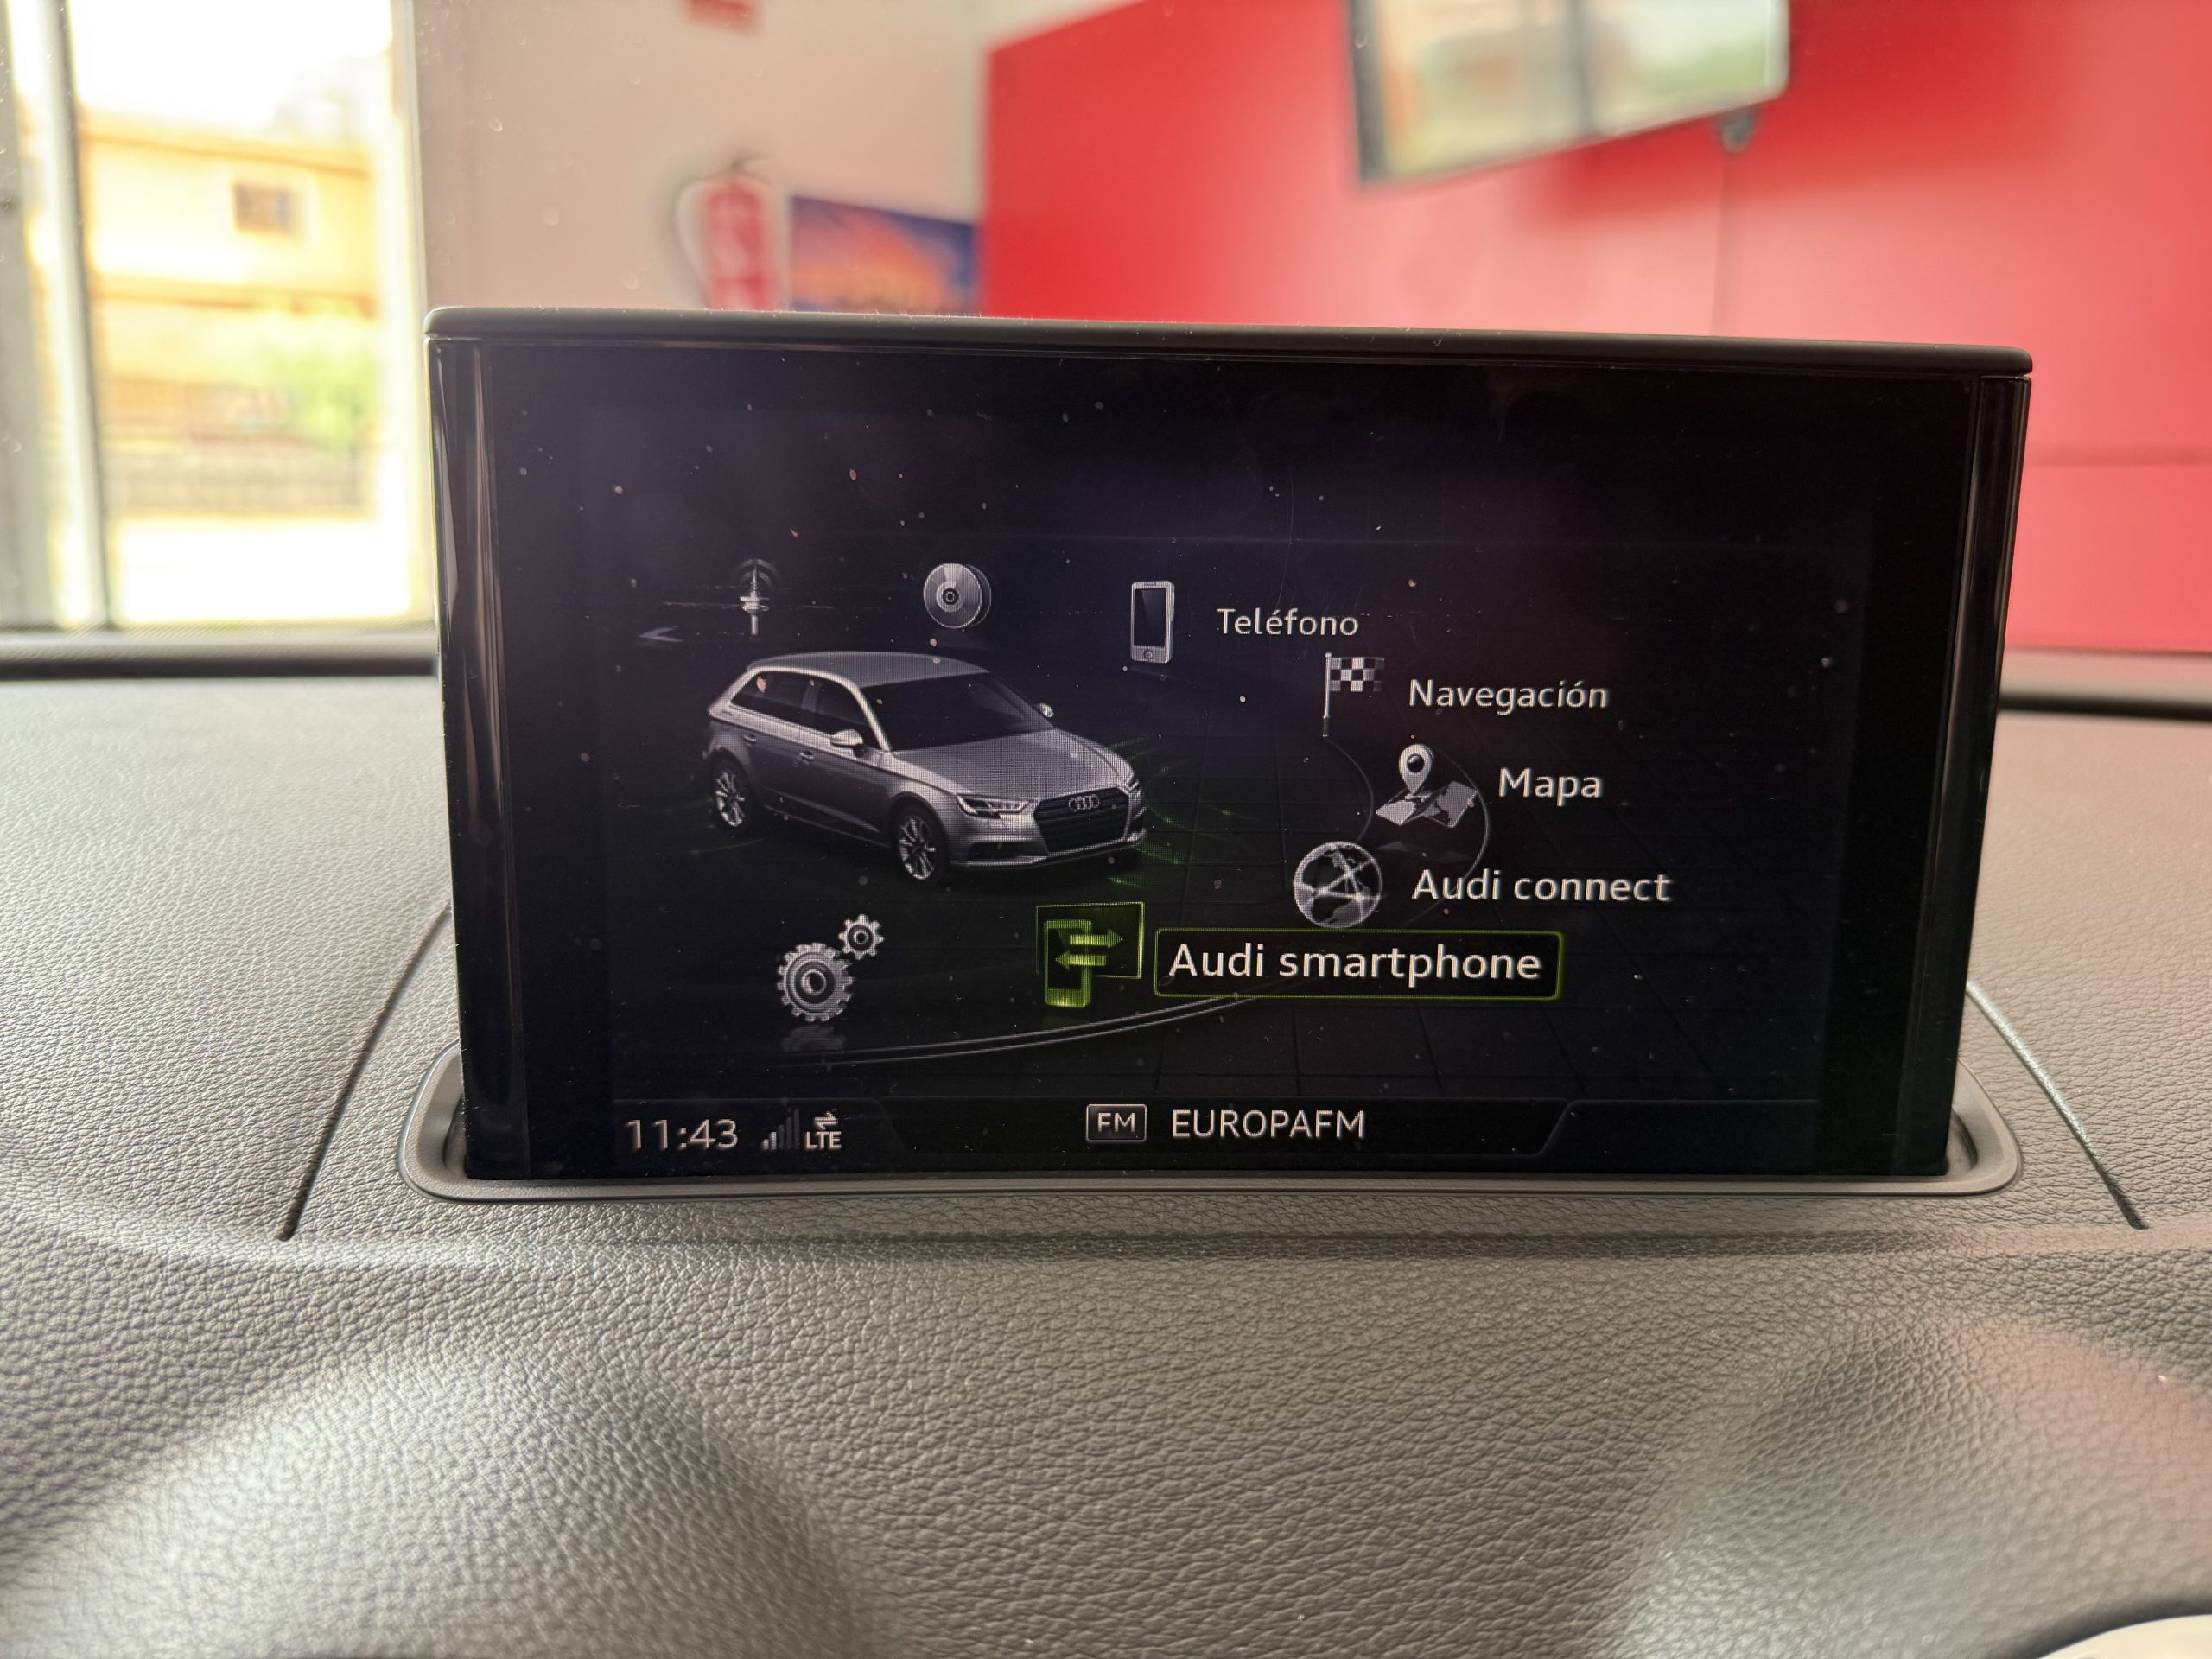 Teléfono
Navegación
Mapa
Audi connect
Audi smartphone
11:43 LTE FM EUROPAFM